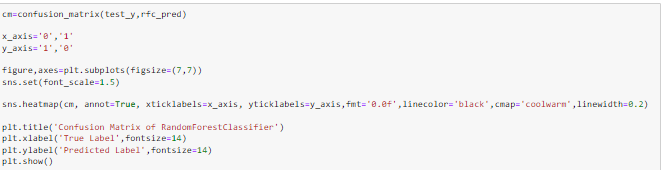 cm=confusion_matrix(test_y,rfc_pred)
x_axis='0','1'
y_axis='1','0'
figure,axes=plt.subplots(figsize=(7,7))
sns.set(font_scale=1.5)
sns.heatmap(cm, annot=True, xticklabels=x_axis, yticklabels=y_axis,fmt='0.0f',linecolor='black',cmap='coolwarm',linewidth=0.2)
plt.title('Confusion Matrix of RandomForestClassifier')
plt.xlabel('True Label',fontsize=14)
plt.ylabel('Predicted Label',fontsize=14)
plt.show()